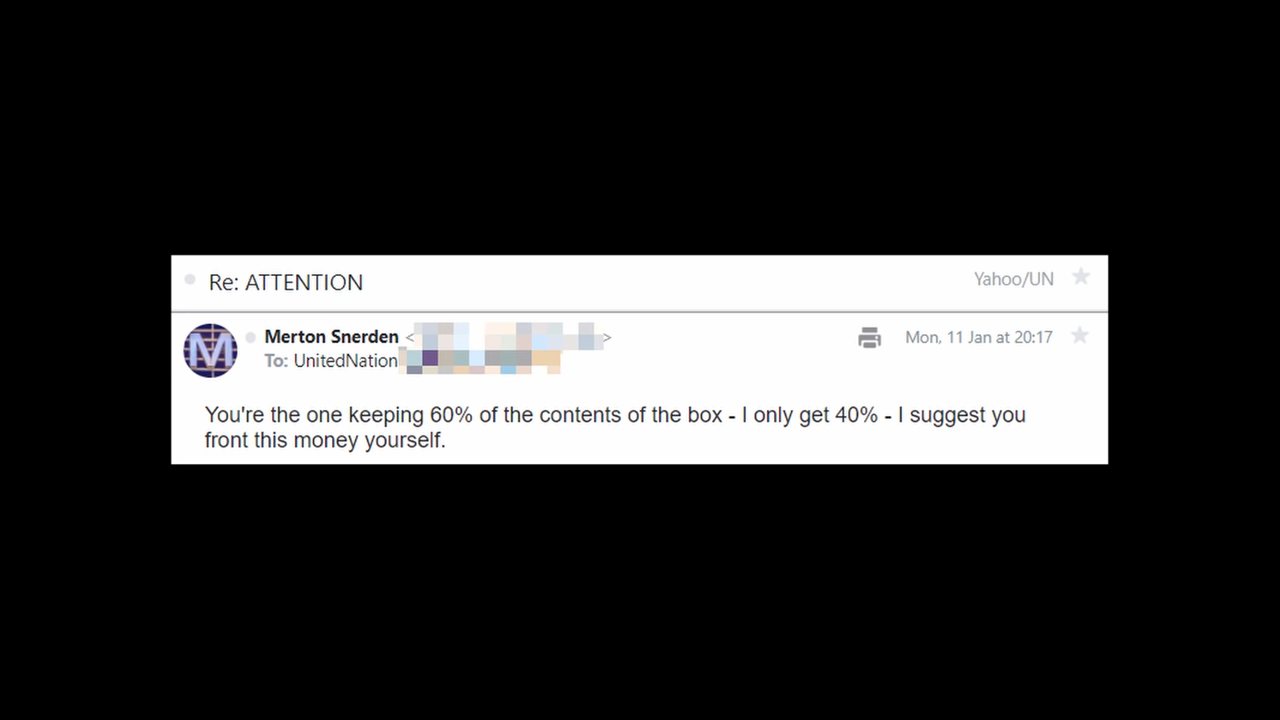 Re: ATTENTION
Yahoo/UN
M
Merton Snerden < >
Mon, 11 Jan at 20:17
To: UnitedNation
You're the one keeping 60% of the contents of the box - I only get 40% - I suggest you
front this money yourself.